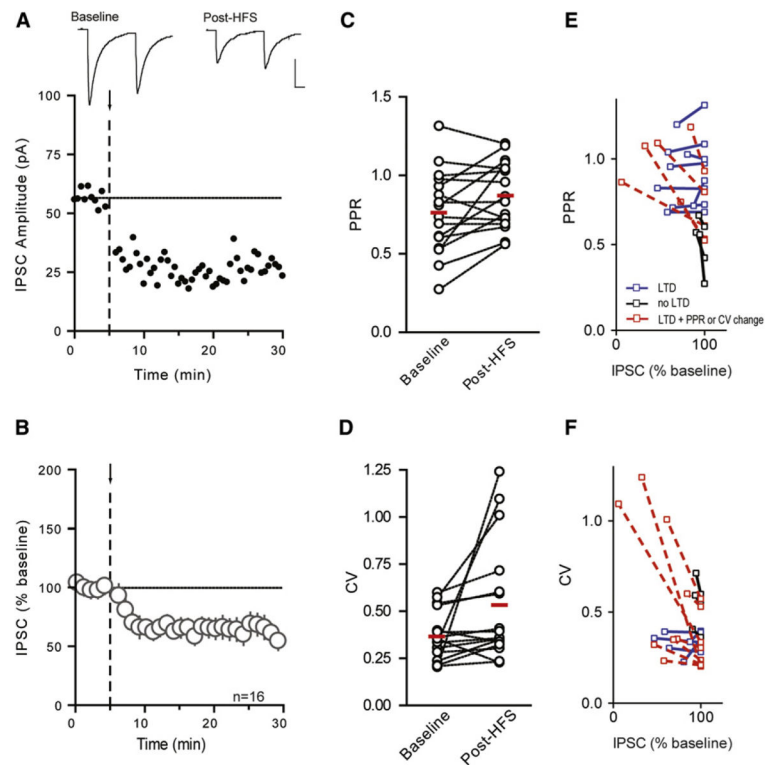 A
Baseline
Post-HFS
100
75
50
25
0
IPSC Amplitude (pA)
0
10
20
30
Time (min)
B
200
150
100
50
0
IPSC (% baseline)
n=16
0
10
20
30
Time (min)
C
1.5
1.0
0.5
0.0
PPR
Baseline
Post-HFS
D
1.25
1.0
0.75
0.50
0.25
0.00
CV
Baseline
Post-HFS
E
1.0
0.5
0.0
PPR
LTD
no LTD
LTD + PPR or CV change
0
100
IPSC (% baseline)
F
1.0
0.5
0.0
CV
0
100
IPSC (% baseline)